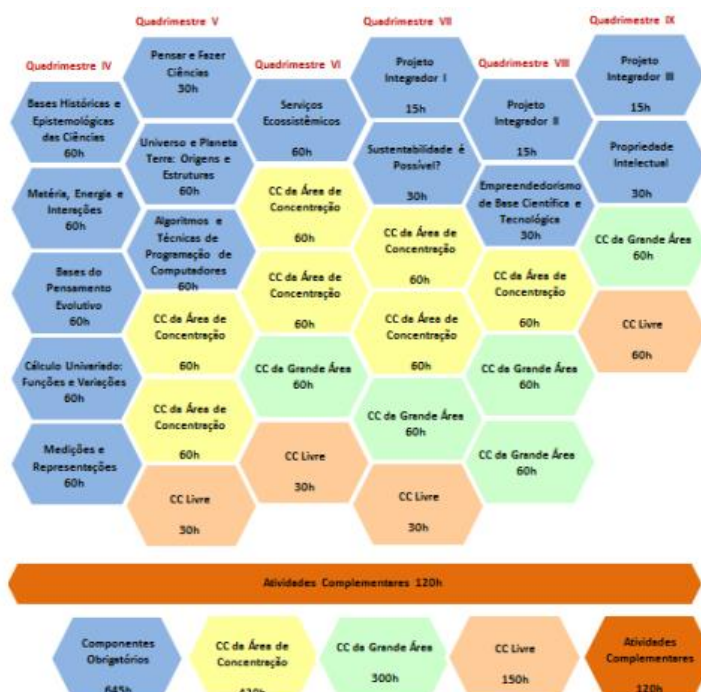 Quadrimestre IV
Bases Históricas e
Epistemológicas
das Ciências
60h
Matéria, Energia e
Interações
60h
Bases do
Pensamento
Evolutivo
60h
Cálculo Univariado:
Funções e Variações
60h
Medições e
Representações
60h
Quadrimestre V
Pensar e Fazer
Ciências
30h
Universo e Planeta
Terra: Origens e
Estruturas
60h
Algoritmos e
Técnicas de
Programação de
Computadores
60h
CC da Área de
Concentração
60h
CC da Área de
Concentração
60h
CC Livre
30h
Quadrimestre VI
Serviços
Ecossistêmicos
60h
CC da Área de
Concentração
60h
CC da Área de
Concentração
60h
CC da Grande Área
60h
CC Livre
30h
Quadrimestre VII
Projeto
Integrador I
15h
Sustentabilidade é
Possível?
30h
CC da Área de
Concentração
60h
CC da Área de
Concentração
60h
CC da Grande Área
60h
CC Livre
30h
Quadrimestre VIII
Projeto
Integrador II
15h
Empreendedorismo
de Base Científica e
Tecnológica
30h
CC da Área de
Concentração
60h
CC da Grande Área
60h
CC da Grande Área
60h
Quadrimestre IX
Projeto
Integrador III
15h
Propriedade
Intelectual
30h
CC da Grande Área
60h
CC Livre
60h
Atividades Complementares 120h
Componentes
Obrigatórios
645h
CC da Área de
Concentração
CC da Grande Área
300h
CC Livre
150h
Atividades
Complementares
120h